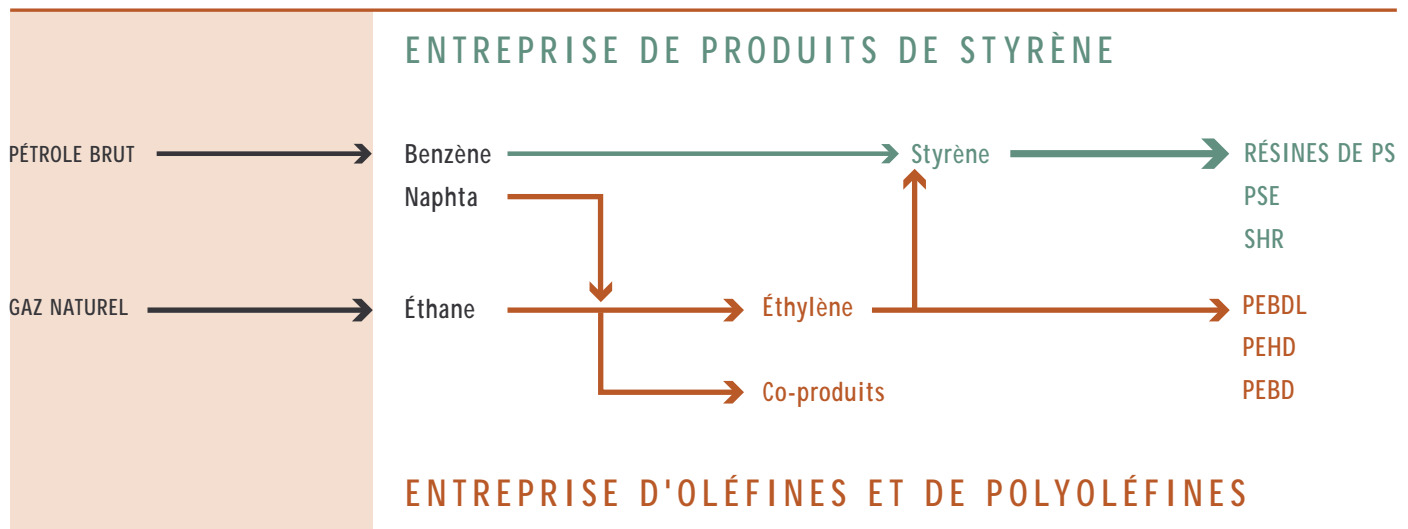 ENTREPRISE DE PRODUITS DE STYRÈNE
PÉTROLE BRUT
Benzène
Styrène
RÉSINES DE PS
Naphta
PSE
SHR
GAZ NATUREL
Éthane
Éthylène
PEBDL
PEHD
Co-produits
PEBD
ENTREPRISE D'OLÉFINES ET DE POLYOLÉFINES